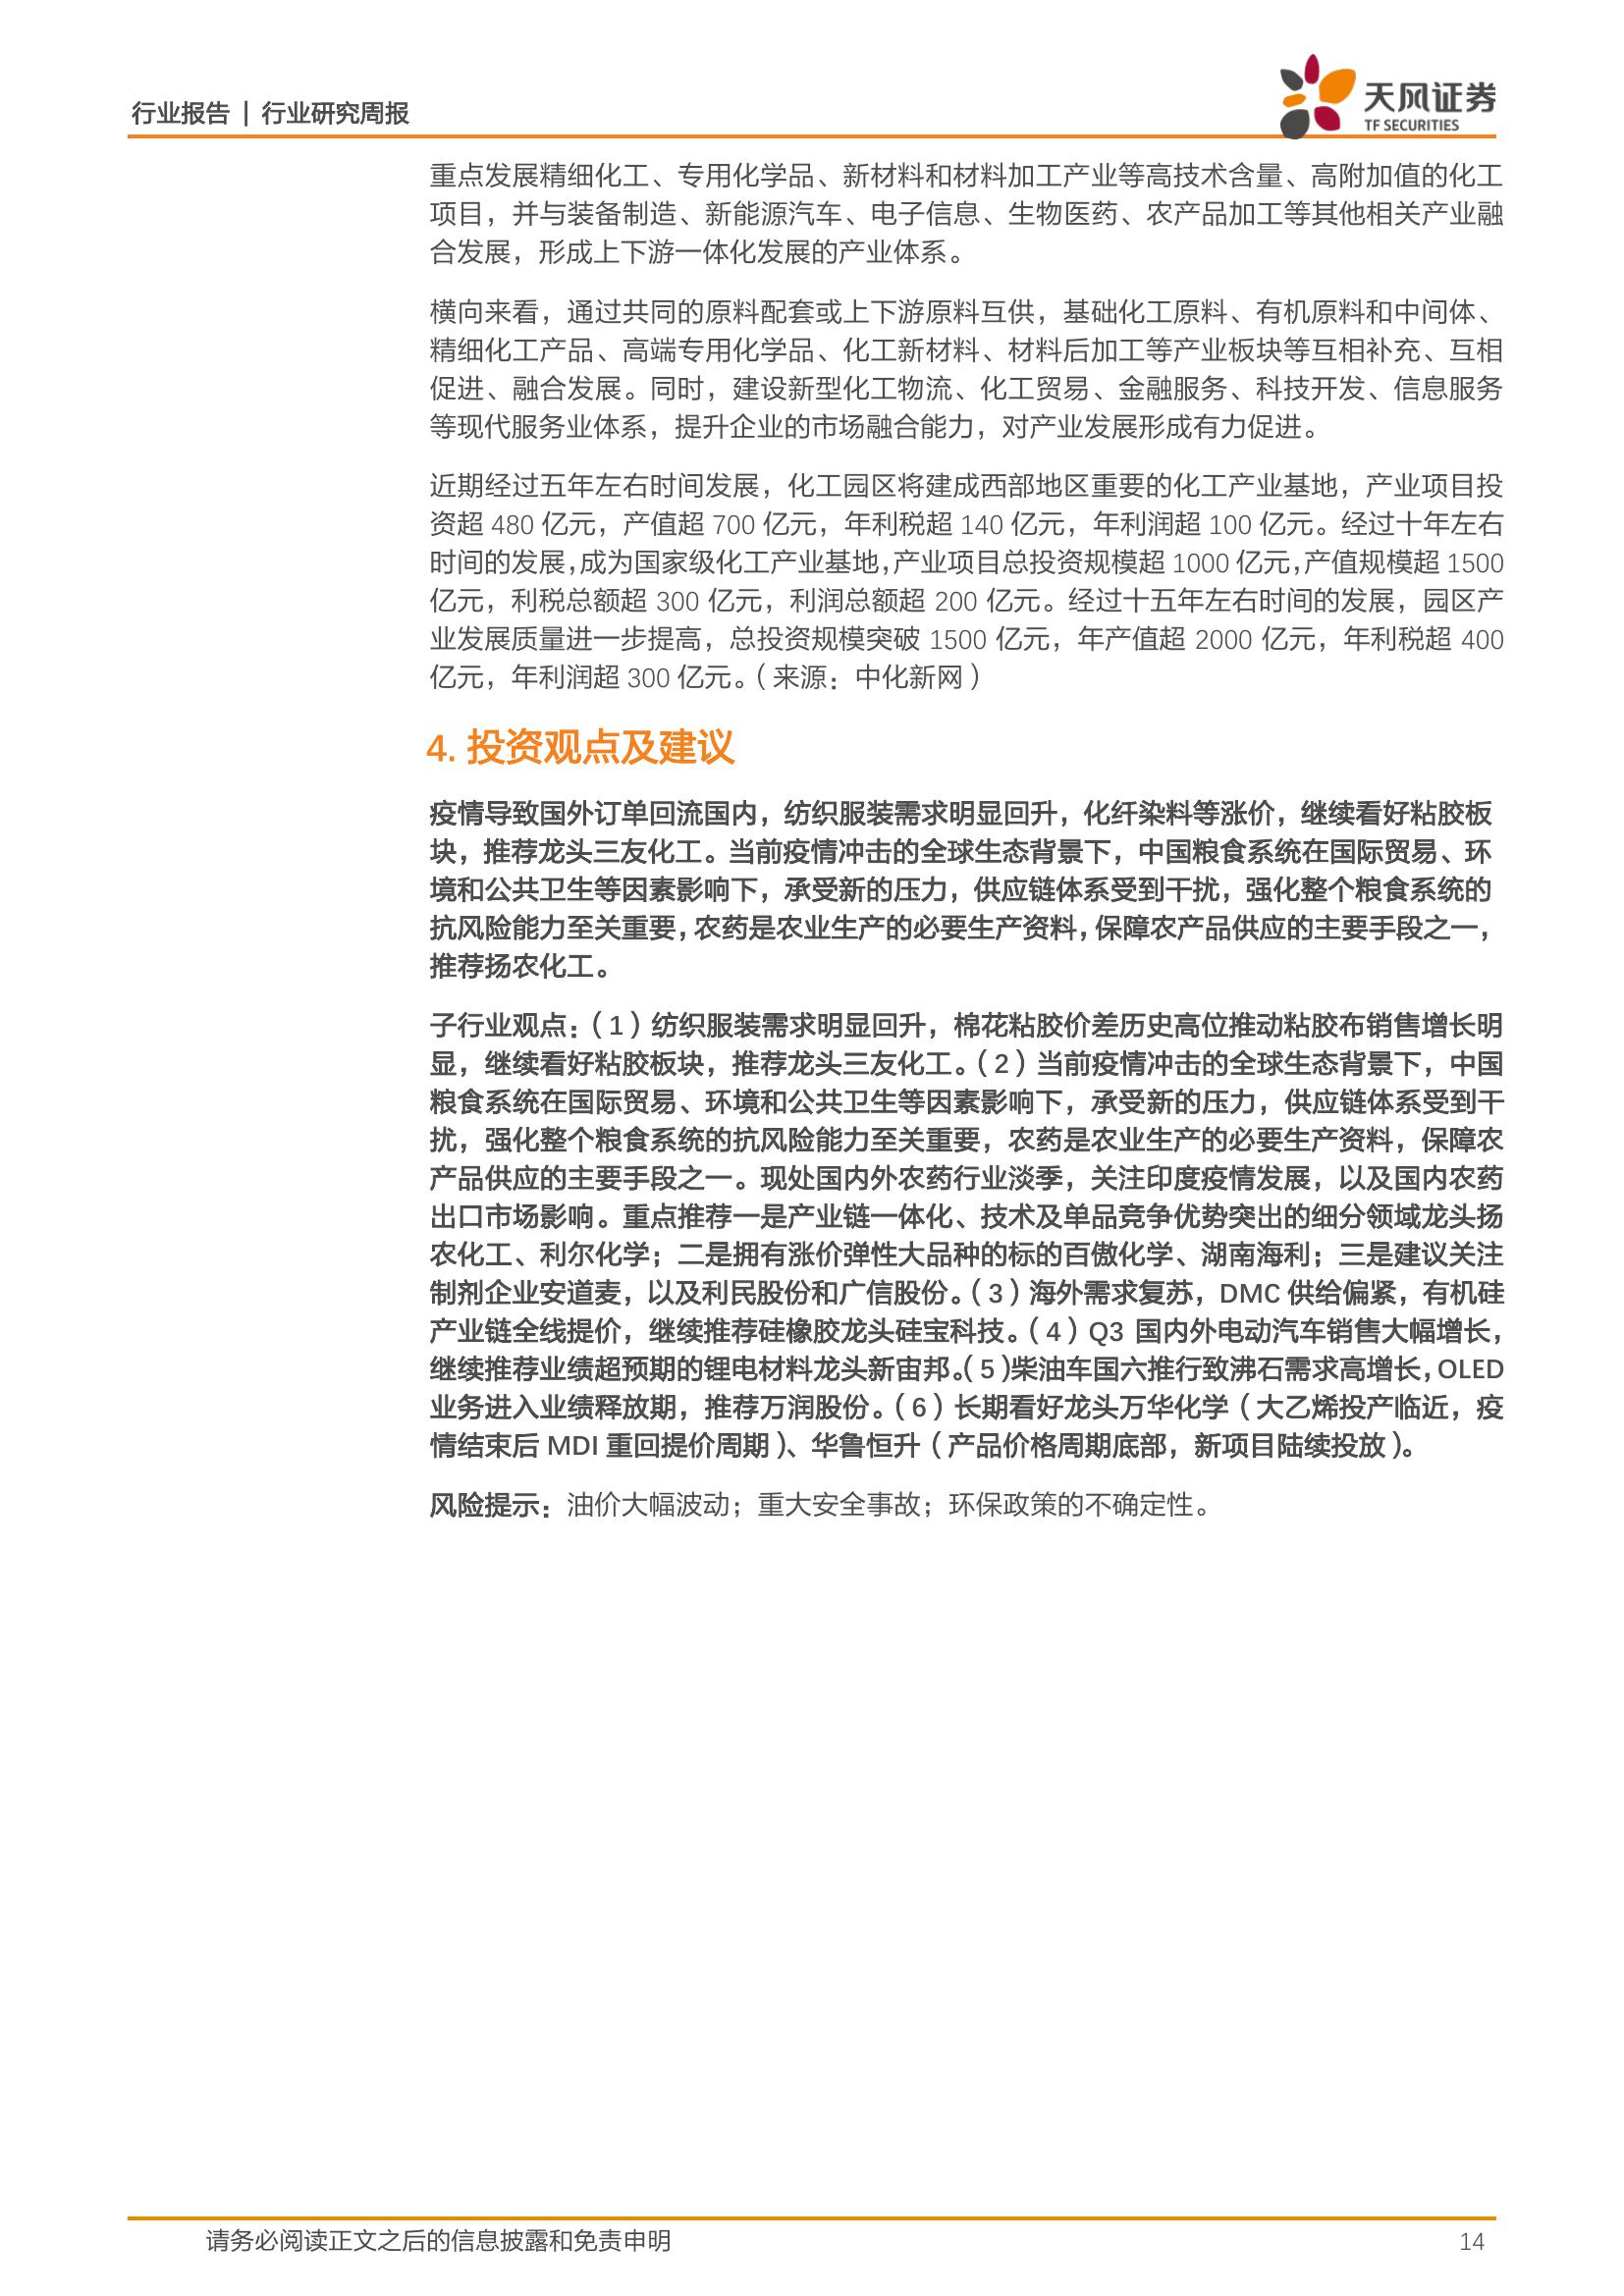 行业报告 | 行业研究周报
天风证券
TF SECURITIES
重点发展精细化工、专用化学品、新材料和材料加工产业等高技术含量、高附加值的化工
项目，并与装备制造、新能源汽车、电子信息、生物医药、农产品加工等其他相关产业融
合发展，形成上下游一体化发展的产业体系。
横向来看，通过共同的原料配套或上下游原料互供，基础化工原料、有机原料和中间体、
精细化工产品、高端专用化学品、化工新材料、材料后加工等产业板块等互相补充、互相
促进、融合发展。同时，建设新型化工物流、化工贸易、金融服务、科技开发、信息服务
等现代服务业体系，提升企业的市场融合能力，对产业发展形成有力促进。
近期经过五年左右时间发展，化工园区将建成西部地区重要的化工产业基地，产业项目投
资超 480 亿元，产值超 700 亿元，年利税超 140 亿元，年利润超 100 亿元。经过十年左右
时间的发展，成为国家级化工产业基地，产业项目总投资规模超 1000 亿元，产值规模超 1500
亿元，利税总额超 300 亿元，利润总额超 200 亿元。经过十五年左右时间的发展，园区产
业发展质量进一步提高，总投资规模突破 1500 亿元，年产值超 2000 亿元，年利税超 400
亿元，年利润超 300 亿元。（来源：中化新网）
4. 投资观点及建议
疫情导致国外订单回流国内，纺织服装需求明显回升，化纤染料等涨价，继续看好粘胶板
块，推荐龙头三友化工。当前疫情冲击的全球生态背景下，中国粮食系统在国际贸易、环
境和公共卫生等因素影响下，承受新的压力，供应链体系受到干扰，强化整个粮食系统的
抗风险能力至关重要，农药是农业生产的必要生产资料，保障农产品供应的主要手段之一，
推荐扬农化工。
子行业观点：（1）纺织服装需求明显回升，棉花粘胶价差历史高位推动粘胶布销售增长明
显，继续看好粘胶板块，推荐龙头三友化工。（2）当前疫情冲击的全球生态背景下，中国
粮食系统在国际贸易、环境和公共卫生等因素影响下，承受新的压力，供应链体系受到干
扰，强化整个粮食系统的抗风险能力至关重要，农药是农业生产的必要生产资料，保障农
产品供应的主要手段之一。现处国内外农药行业淡季，关注印度疫情发展，以及国内农药
出口市场影响。重点推荐一是产业链一体化、技术及单品竞争优势突出的细分领域龙头扬
农化工、利尔化学；二是拥有涨价弹性大品种的标的百傲化学、湖南海利；三是建议关注
制剂企业安道麦，以及利民股份和广信股份。（3）海外需求复苏，DMC 供给偏紧，有机硅
产业链全线提价，继续推荐硅橡胶龙头硅宝科技。（4）Q3 国内外电动汽车销售大幅增长，
继续推荐业绩超预期的锂电材料龙头新宙邦。（5）柴油车国六推行致沸石需求高增长，OLED
业务进入业绩释放期，推荐万润股份。（6）长期看好龙头万华化学（大乙烯投产临近，疫
情结束后 MDI 重回提价周期）、华鲁恒升（产品价格周期底部，新项目陆续投放）。
风险提示：油价大幅波动；重大安全事故；环保政策的不确定性。
请务必阅读正文之后的信息披露和免责申明
14